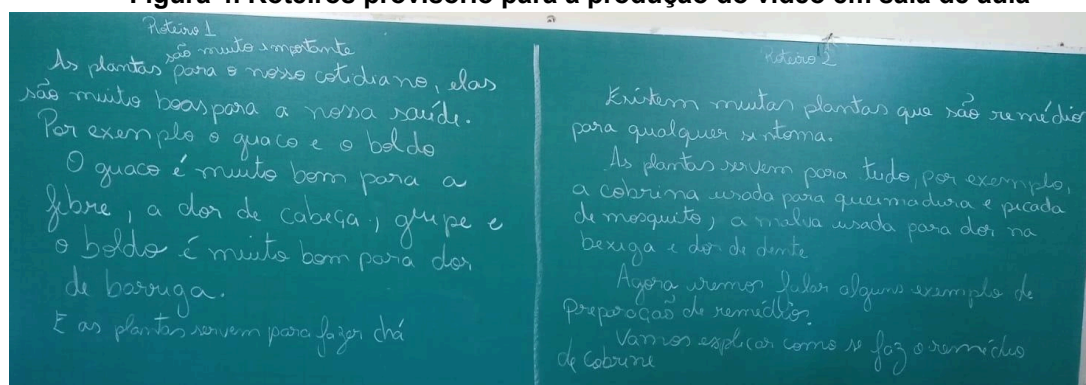 Figura 4: Roteiros provisório para a produção do vídeo em sala de aula
Roteiro 1
são muito importante
As plantas para o nosso cotidiano, elas
são muito boas para a nossa saúde.
Por exemplo o guaco e o boldo
O guaco é muito bom para a
febre, a dor de cabeça, gripe e
o boldo é muito bom para dor
de barriga.
E as plantas servem para fazer chá
Roteiro 2
Existem muitas plantas que são remédio
para qualquer sintoma.
As plantas servem para tudo, por exemplo,
a cobrina usada para queimadura e picada
de mosquito, a malva usada para dor na
bexiga e dor de dente
Agora iremos falar alguns exemplo de
preparação de remédios.
Vamos explicar como se faz o remédio
de cobrine